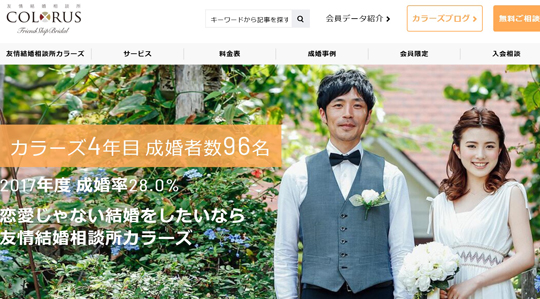 友情結婚相談所
COLORUS
FriendShip Bridal
キーワードから記事を探す
会員データ紹介 >
カラーズブログ >
無料ご相談
友情結婚相談所カラーズ
サービス
料金表
成婚事例
会員限定
入会相談
カラーズ4年目 成婚者数96名
2017年度 成婚率28.0%
恋愛じゃない結婚をしたいなら
友情結婚相談所カラーズ